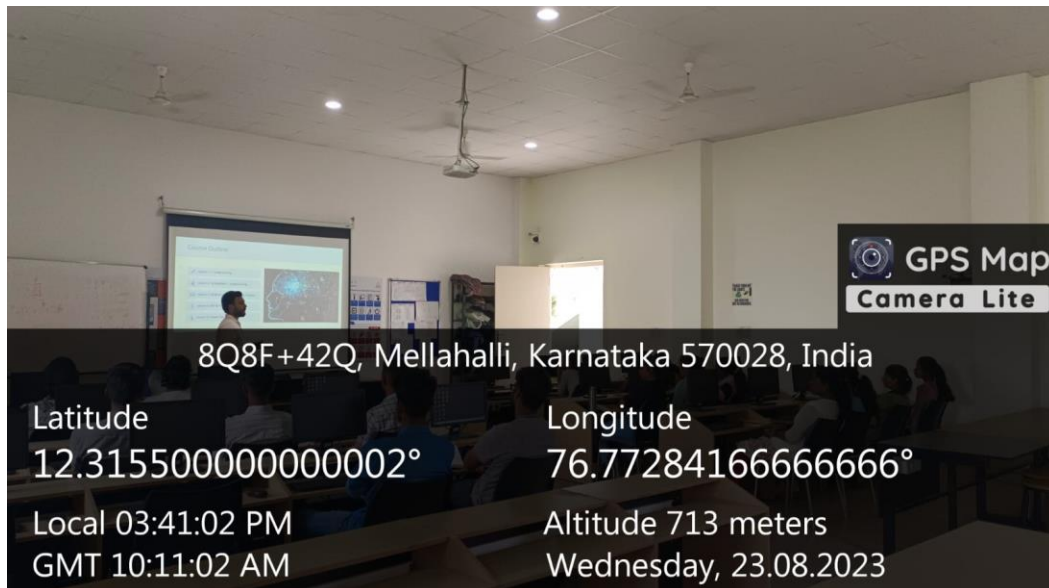 GPS Map
Camera Lite
8Q8F+42Q, Mellahalli, Karnataka 570028, India
Latitude
12.315500000000002°
Longitude
76.77284166666666°
Local 03:41:02 PM
GMT 10:11:02 AM
Altitude 713 meters
Wednesday, 23.08.2023